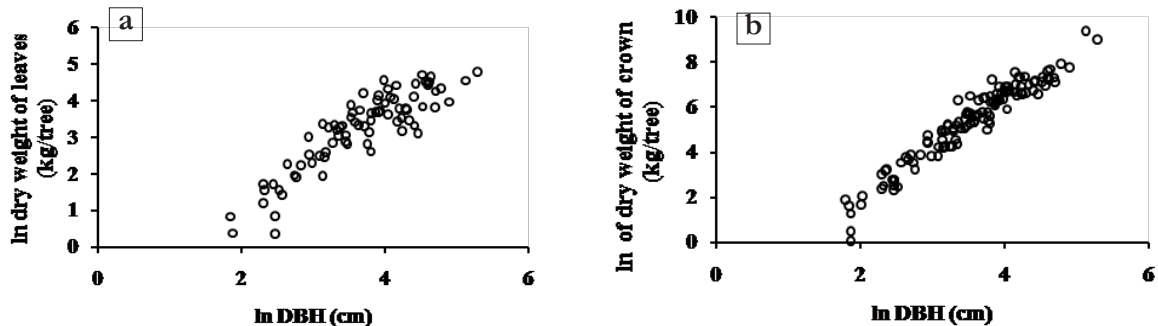 a
ln dry weight of leaves
(kg/tree)
6
5
4
3
2
1
0
0 2 4 6
ln DBH (cm)
b
ln of dry weight of crown
(kg/tree)
10
8
6
4
2
0
0 2 4 6
ln DBH (cm)